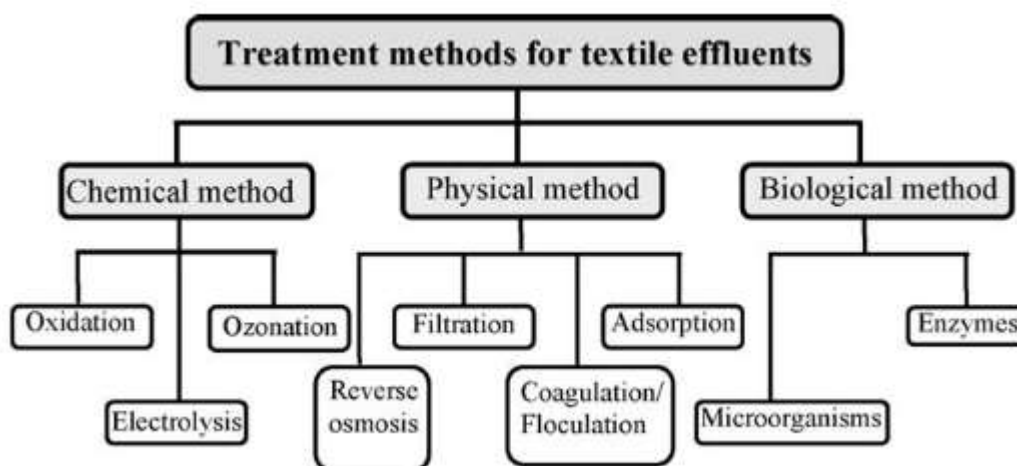 Treatment methods for textile effluents
Chemical method
Physical method
Biological method
Oxidation
Ozonation
Filtration
Adsorption
Enzymes
Electrolysis
Reverse
osmosis
Coagulation/
Floculation
Microorganisms